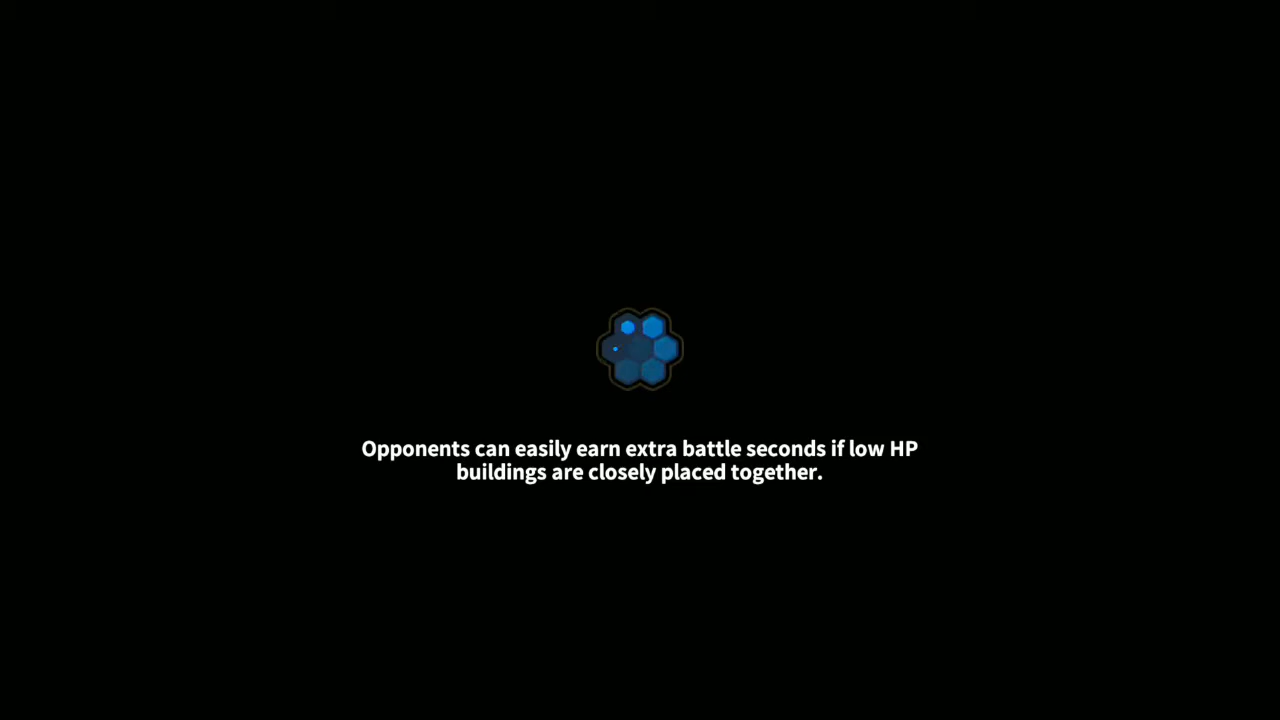 Opponents can easily earn extra battle seconds if low HP
buildings are closely placed together.